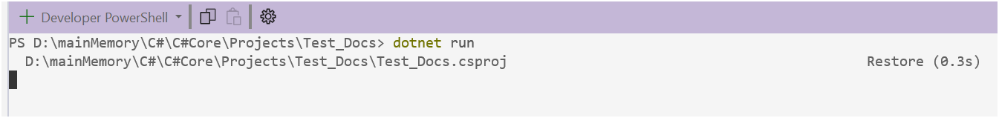 Developer PowerShell
PS D:\mainMemory\C#\C#Core\Projects\Test_Docs> dotnet run
D:\mainMemory\C#\C#Core\Projects\Test_Docs\Test_Docs.csproj Restore (0.3s)